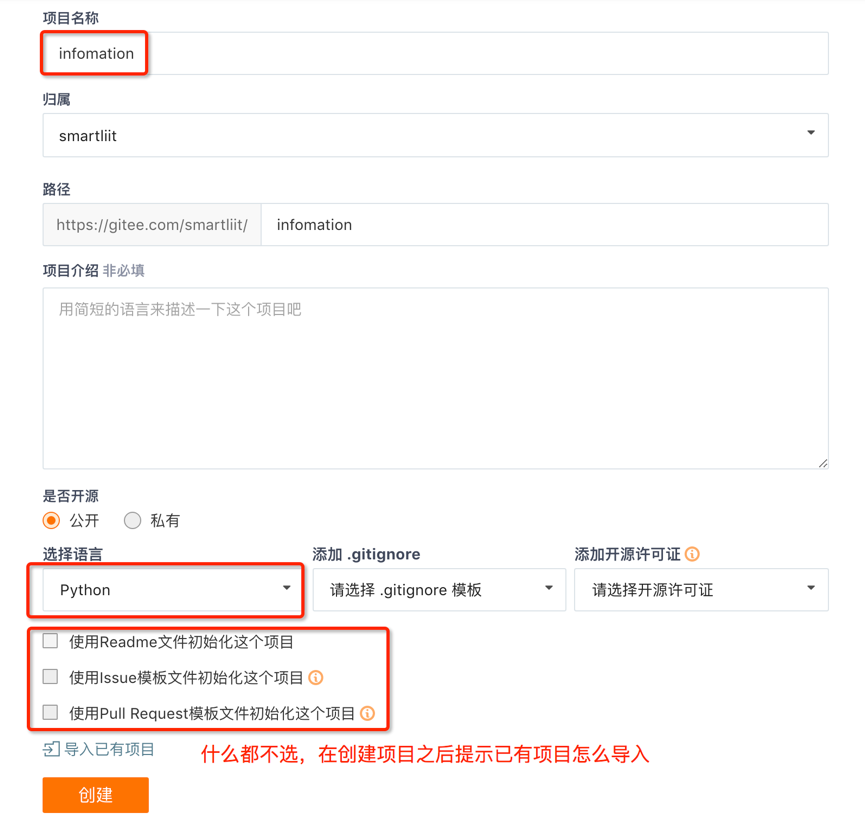 项目名称
infomation
归属
smartliit
路径
https://gitee.com/smartliit/ infomation
项目介绍 非必填
用简短的语言来描述一下这个项目吧
是否开源
公开 私有
选择语言 添加 .gitignore 添加开源许可证
Python 请选择 .gitignore 模板 请选择开源许可证
使用Readme文件初始化这个项目
使用Issue模板文件初始化这个项目
使用Pull Request模板文件初始化这个项目
导入已有项目 什么都不选，在创建项目之后提示已有项目怎么导入
创建